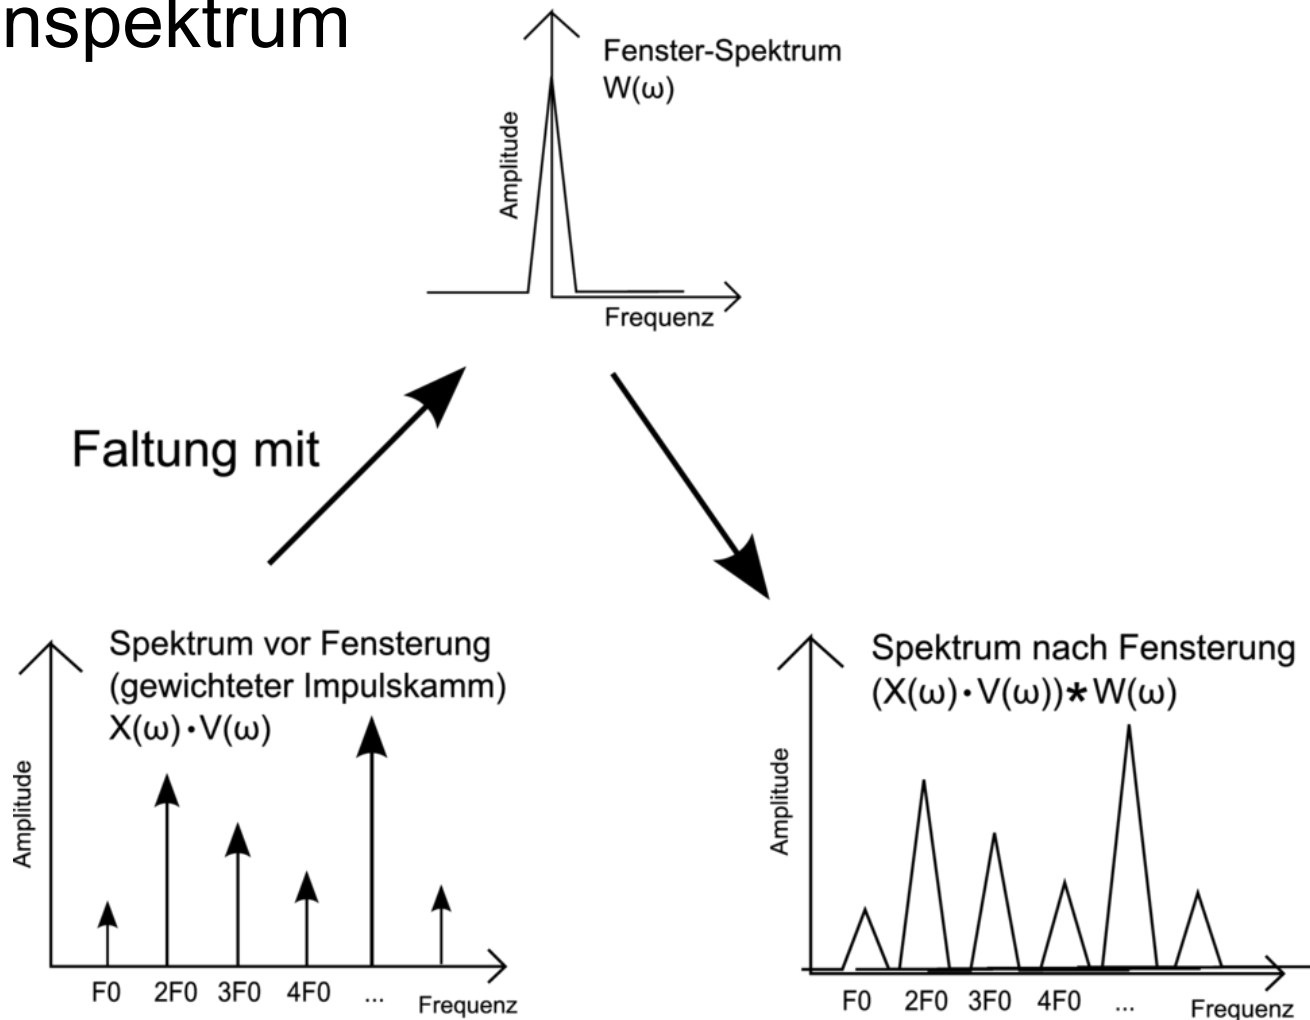 nspektrum
Fenster-Spektrum
W(ω)
Amplitude
Frequenz
Faltung mit
Spektrum vor Fensterung
(gewichteter Impulskamm)
X(ω)·V(ω)
Amplitude
F0 2F0 3F0 4F0 ... Frequenz
Spektrum nach Fensterung
(X(ω)·V(ω))*W(ω)
Amplitude
F0 2F0 3F0 4F0 ... Frequenz